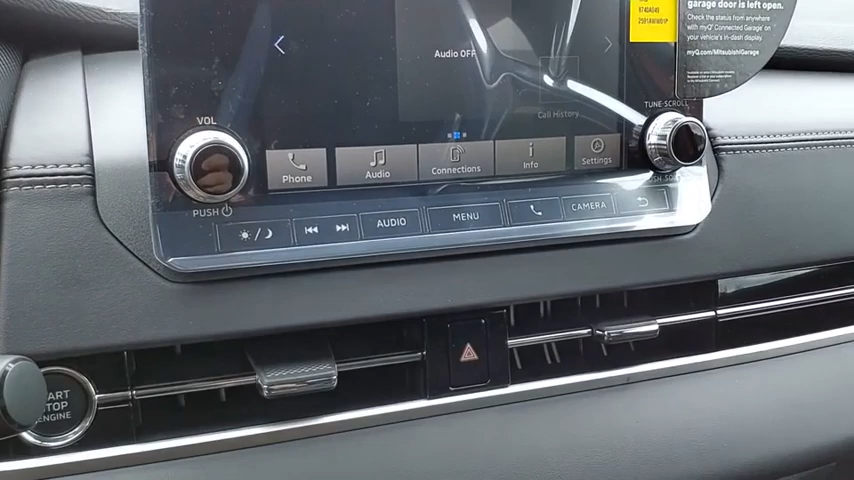 garage door is left open.
Check the status from anywhere
with myQ® Connected Garage on
your vehicle's in-dash display.
myQ.com/MitsubishiGarage
Audio OFF
Call History
VOL
TUNE·SCROLL
Phone
Audio
Connections
Info
Settings
PUSH
AUDIO
MENU
CAMERA
START
STOP
ENGINE